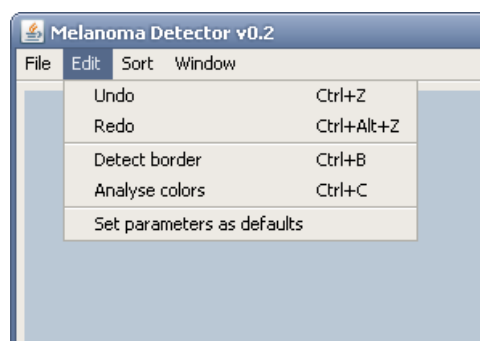 Melanoma Detector v0.2
File Edit Sort Window
Undo Ctrl+Z
Redo Ctrl+Alt+Z
Detect border Ctrl+B
Analyse colors Ctrl+C
Set parameters as defaults